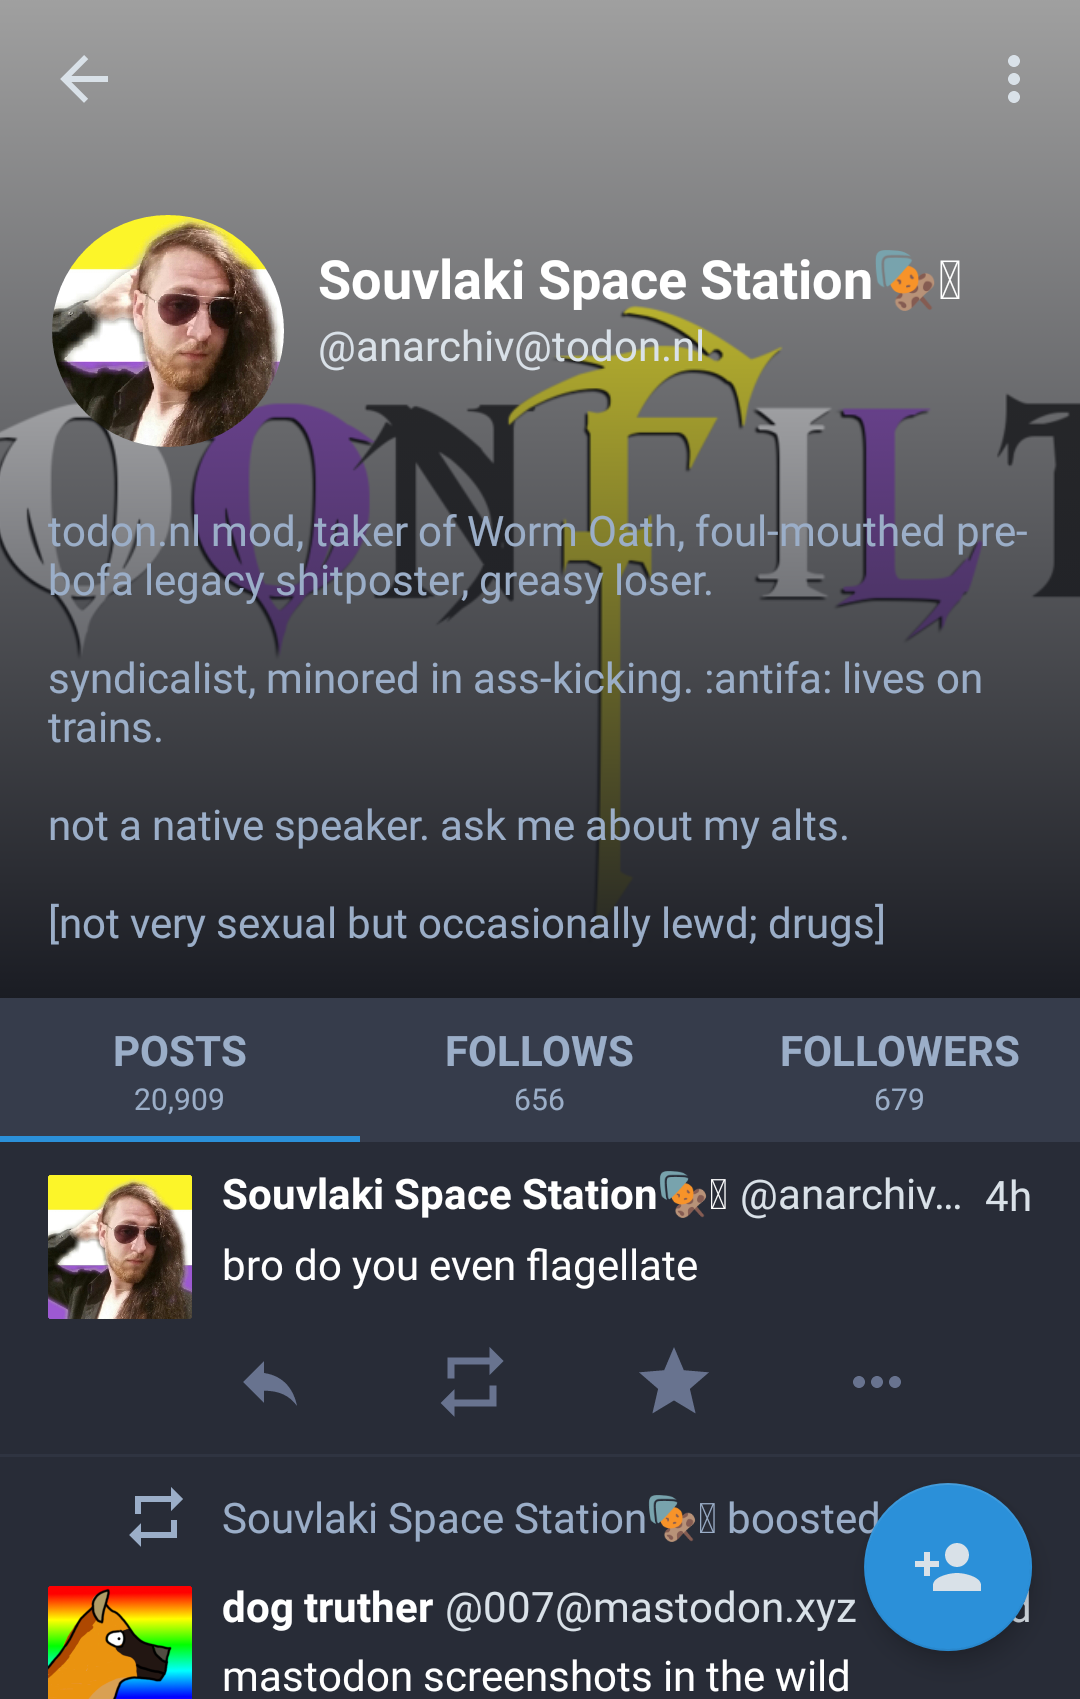 Souvlaki Space Station
@anarchiv@todon.nl
OONFILT
todon.nl mod, taker of Worm Oath, foul-mouthed pre-
bofa legacy shitposter, greasy loser.
syndicalist, minored in ass-kicking. :antifa: lives on
trains.
not a native speaker. ask me about my alts.
[not very sexual but occasionally lewd; drugs]
POSTS FOLLOWS FOLLOWERS
20,909 656 679
Souvlaki Space Station @anarchiv... 4h
bro do you even flagellate
Souvlaki Space Station boosted
dog truther @007@mastodon.xyz
mastodon screenshots in the wild